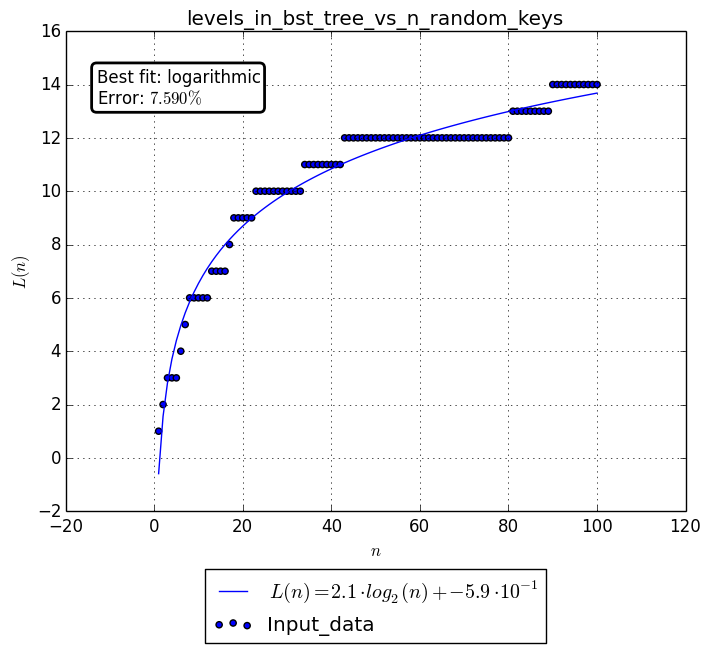 levels_in_bst_tree_vs_n_random_keys
16
14
12
10
8
6
4
2
0
−2
Best fit: logarithmic
Error: 7.590%
L(n)
−20
0
20
40
60
80
100
120
n
L(n) = 2.1 · log₂(n) + −5.9 · 10⁻¹
Input_data